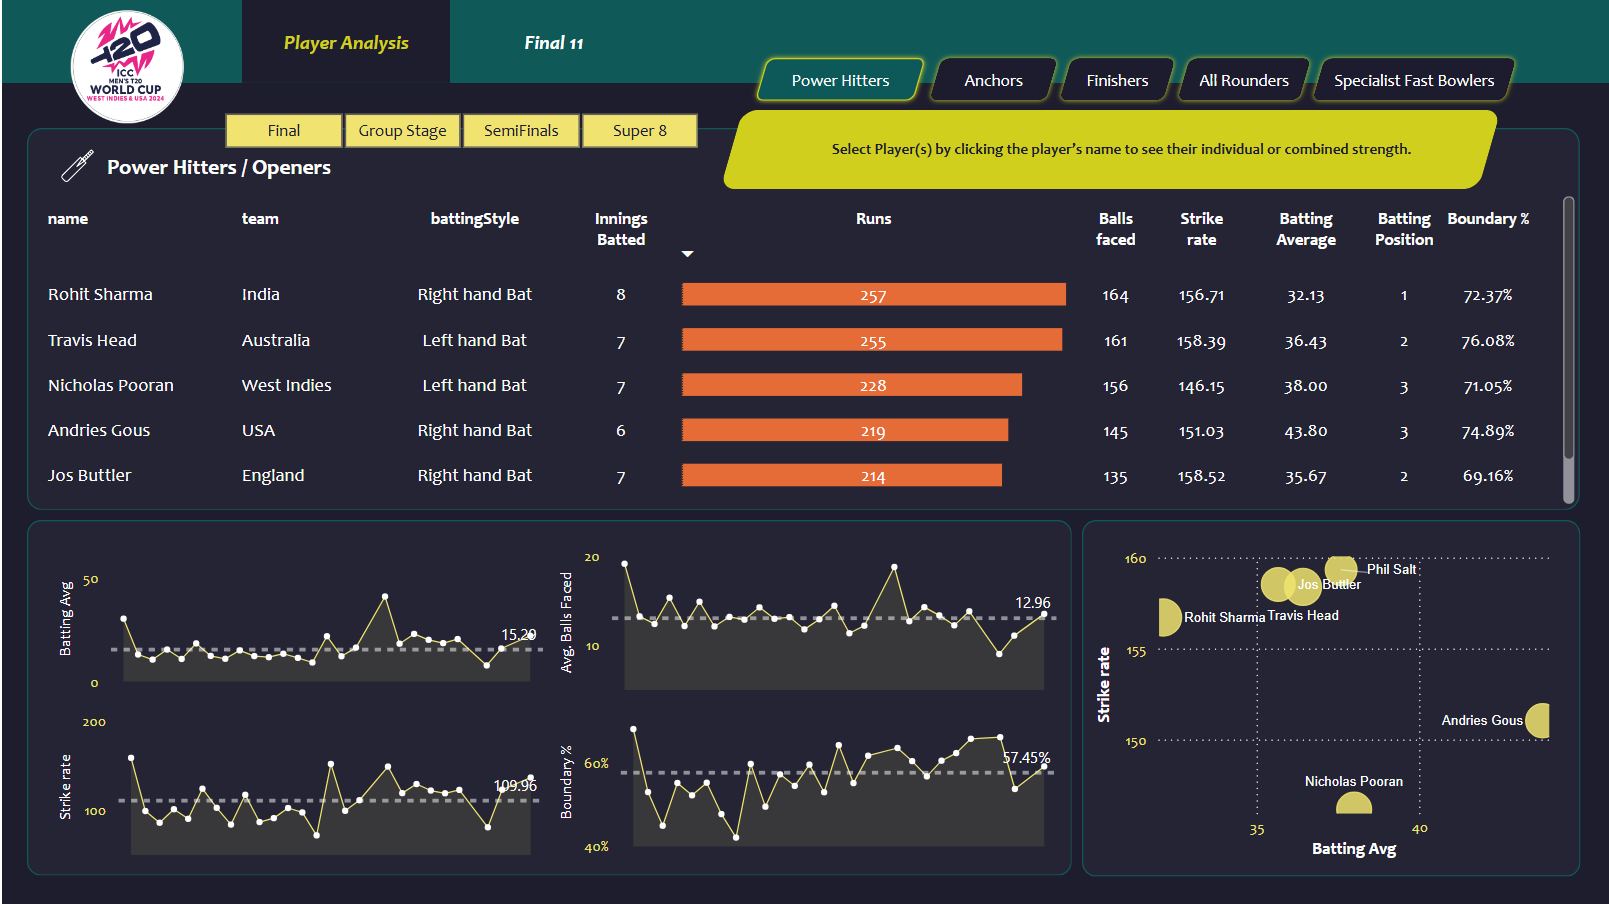 T20
ICC
MEN'S T20
WORLD CUP
WEST INDIES & USA 2024
Player Analysis
Final 11
Power Hitters
Anchors
Finishers
All Rounders
Specialist Fast Bowlers
Final
Group Stage
SemiFinals
Super 8
Select Player(s) by clicking the player's name to see their individual or combined strength.
Power Hitters / Openers
name team battingStyle Innings Batted Runs Balls faced Strike rate Batting Average Batting Position Boundary %
Rohit Sharma India Right hand Bat 8 257 164 156.71 32.13 1 72.37%
Travis Head Australia Left hand Bat 7 255 161 158.39 36.43 2 76.08%
Nicholas Pooran West Indies Left hand Bat 7 228 156 146.15 38.00 3 71.05%
Andries Gous USA Right hand Bat 6 219 145 151.03 43.80 3 74.89%
Jos Buttler England Right hand Bat 7 214 135 158.52 35.67 2 69.16%
Batting Avg
50
0
15.29
Avg. Balls Faced
20
10
12.96
Strike rate
200
100
109.96
Boundary %
60%
40%
57.45%
Strike rate
160
155
150
Phil Salt
Jos Buttler
Rohit Sharma
Travis Head
Andries Gous
Nicholas Pooran
35
40
Batting Avg